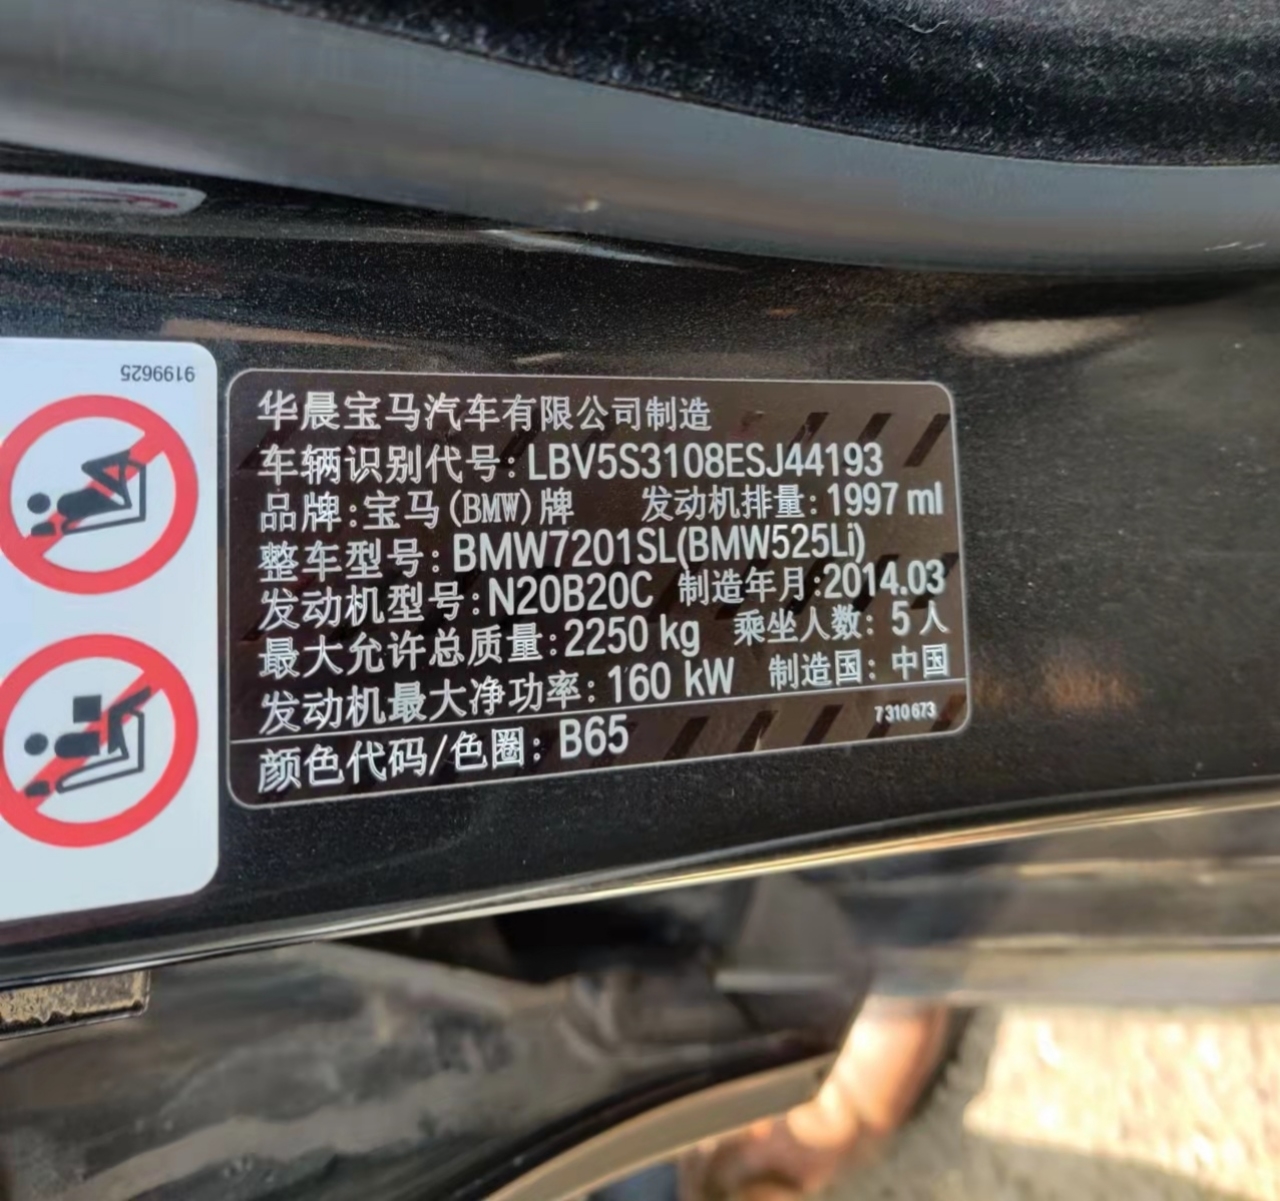 9199625
华晨宝马汽车有限公司制造
车辆识别代号: LBV5S3108ESJ44193
品牌:宝马(BMW)牌 发动机排量: 1997 ml
整车型号: BMW7201SL(BMW525Li)
发动机型号:N20B20C 制造年月:2014.03
最大允许总质量:2250 kg 乘坐人数: 5 人
发动机最大净功率: 160 kW 制造国: 中国
颜色代码/色圈: B65
7310673